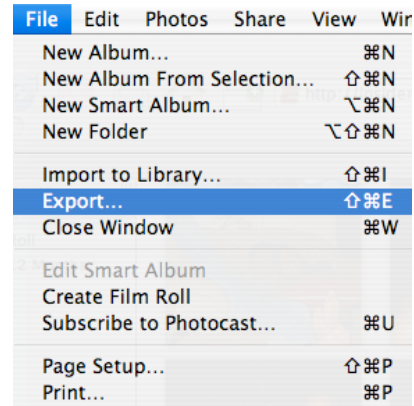 File Edit Photos Share View
New Album... ⌘N
New Album From Selection... ⇧⌘N
New Smart Album... ⌥⌘N
New Folder ⌥⇧⌘N
Import to Library... ⇧⌘I
Export... ⇧⌘E
Close Window ⌘W
Edit Smart Album
Create Film Roll
Subscribe to Photocast... ⌘U
Page Setup... ⇧⌘P
Print... ⌘P